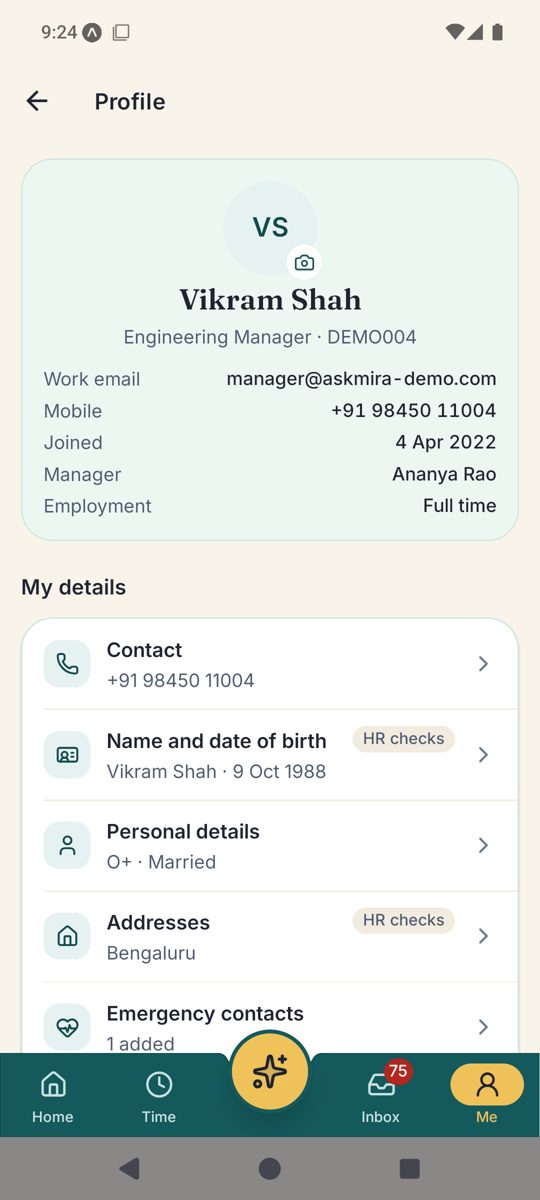 9:24
Profile
VS
Vikram Shah
Engineering Manager · DEMO004
Work email manager@askmira-demo.com
Mobile +91 98450 11004
Joined 4 Apr 2022
Manager Ananya Rao
Employment Full time
My details
Contact
+91 98450 11004
Name and date of birth HR checks
Vikram Shah · 9 Oct 1988
Personal details
O+ · Married
Addresses HR checks
Bengaluru
Emergency contacts
1 added
75
Home Time Inbox Me